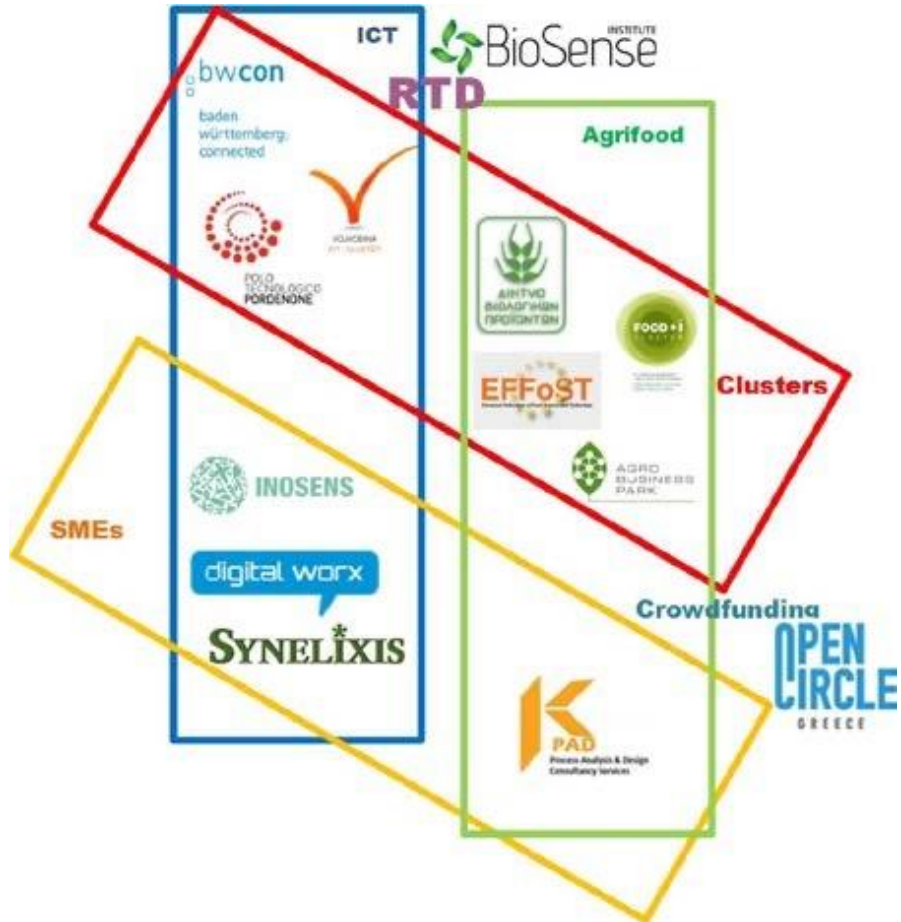 ICT
INSTITUTE
BioSense
RTD
bwcon
baden
württemberg:
connected
Agrifood
POLO
TECNOLOGICO
PORDENONE
ΔΙΚΤΥΟ
ΒΙΟΛΟΓΙΚΩΝ
ΠΡΟΪΟΝΤΩΝ
FOOD+i
EFFoST
Clusters
AGRO
BUSINESS
PARK
INOSENS
SMEs
digital worx
SYNELIXIS
Crowdfunding
OPEN
CIRCLE
GREECE
K
PAD
Process Analysis & Design
Consultancy Services